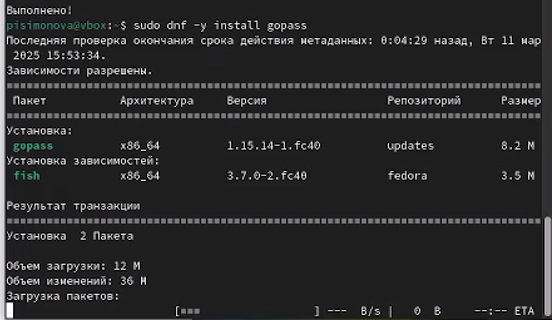 Выполнено!
pisimonova@vbox:~$ sudo dnf -y install gopass
Последняя проверка окончания срока действия метаданных: 0:04:29 назад, Вт 11 мар
2025 15:53:34.
Зависимости разрешены.
Пакет Архитектура Версия Репозиторий Размер
Установка:
gopass x86_64 1.15.14-1.fc40 updates 8.2 M
Установка зависимостей:
fish x86_64 3.7.0-2.fc40 fedora 3.5 M
Результат транзакции
Установка 2 Пакета
Объем загрузки: 12 M
Объем изменений: 36 M
Загрузка пакетов:
[=== ] --- B/s | 0 B --:-- ETA